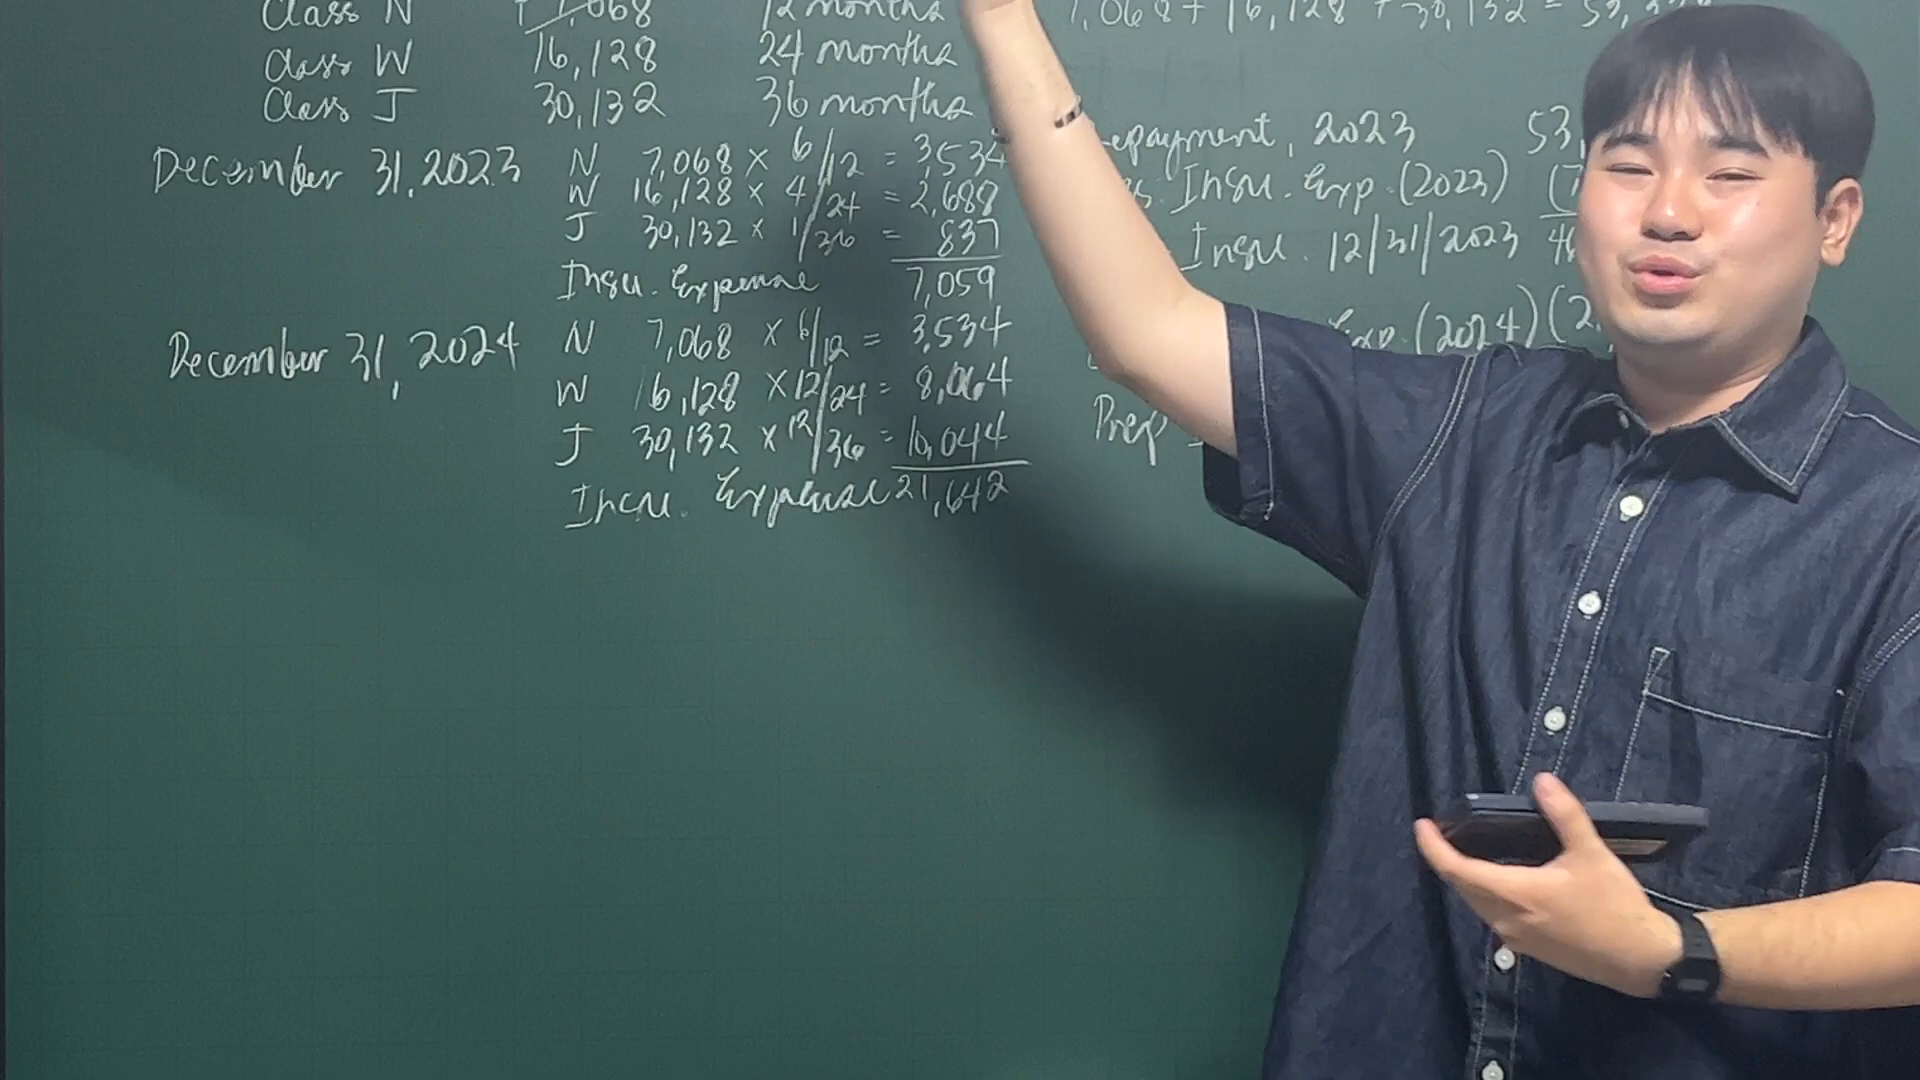 Class N 7,068 12 months 7,068 + 16,128 + 30,132 = 53,
Class W 16,128 24 months
Class J 30,132 36 months
December 31, 2023 N 7,068 × 6/12 = 3,534
W 16,128 × 4/24 = 2,688
J 30,132 × 1/36 = 837
Insu. Expense 7,059
December 31, 2024 N 7,068 × 6/12 = 3,534
W 16,128 × 12/24 = 8,064
J 30,132 × 12/36 = 10,044
Insu. Expense 21,642
epayment, 2023 53,
s. Insu. Exp. (2023) (7
Insu. 12/31/2023 46
Exp. (2024) (2
Prep I